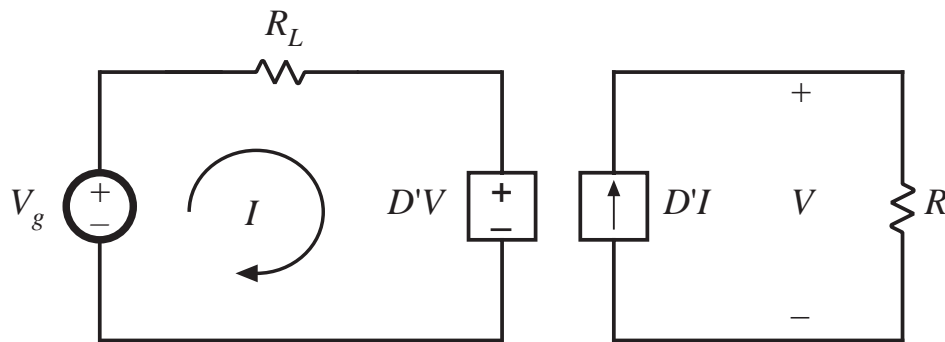 R_L
+
V_g + − I D'V + − D'I V R
−